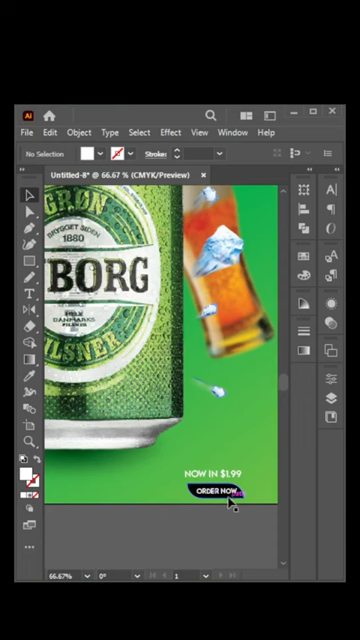 Ai
File Edit Object Type Select Effect View Window Help
No Selection
Stroke:
Untitled-8* @ 66.67 % (CMYK/Preview)
GRØN
BRYGGET SIDEN
1880
BORG
DANMARKS
PILSNER
NOW IN $1.99
ORDER NOW
66.67%
0°
1